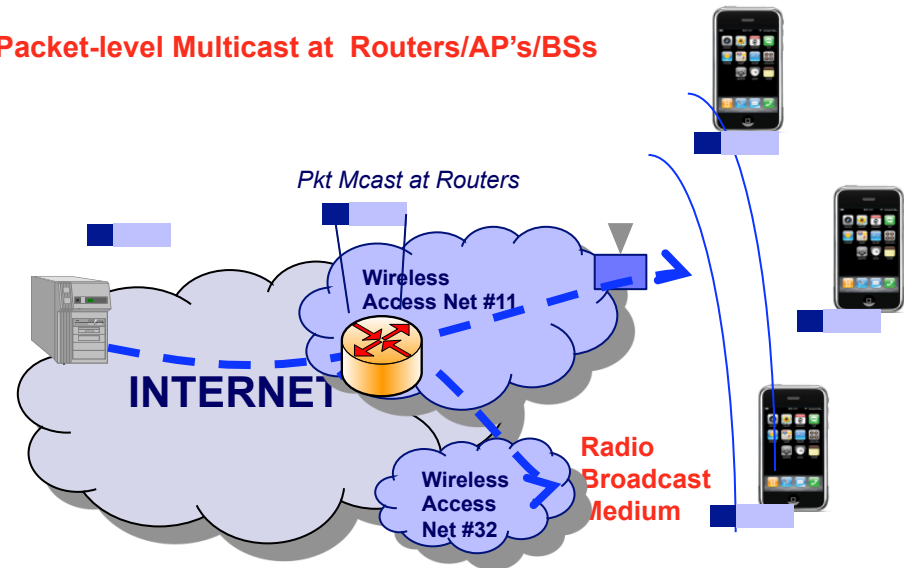 Packet-level Multicast at Routers/AP's/BSs
Pkt Mcast at Routers
Wireless
Access Net #11
INTERNET
Wireless
Access
Net #32
Radio
Broadcast
Medium